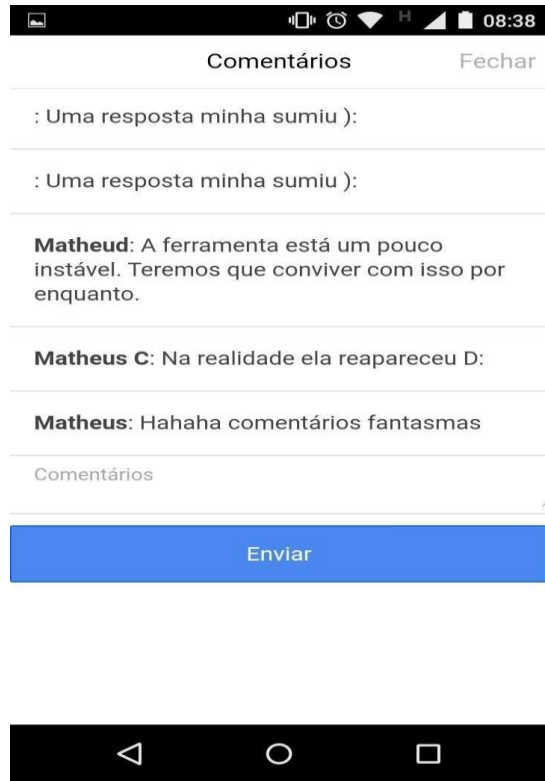 H 08:38
Comentários Fechar
: Uma resposta minha sumiu ):
: Uma resposta minha sumiu ):
Matheud: A ferramenta está um pouco
instável. Teremos que conviver com isso por
enquanto.
Matheus C: Na realidade ela reapareceu D:
Matheus: Hahaha comentários fantasmas
Comentários
Enviar